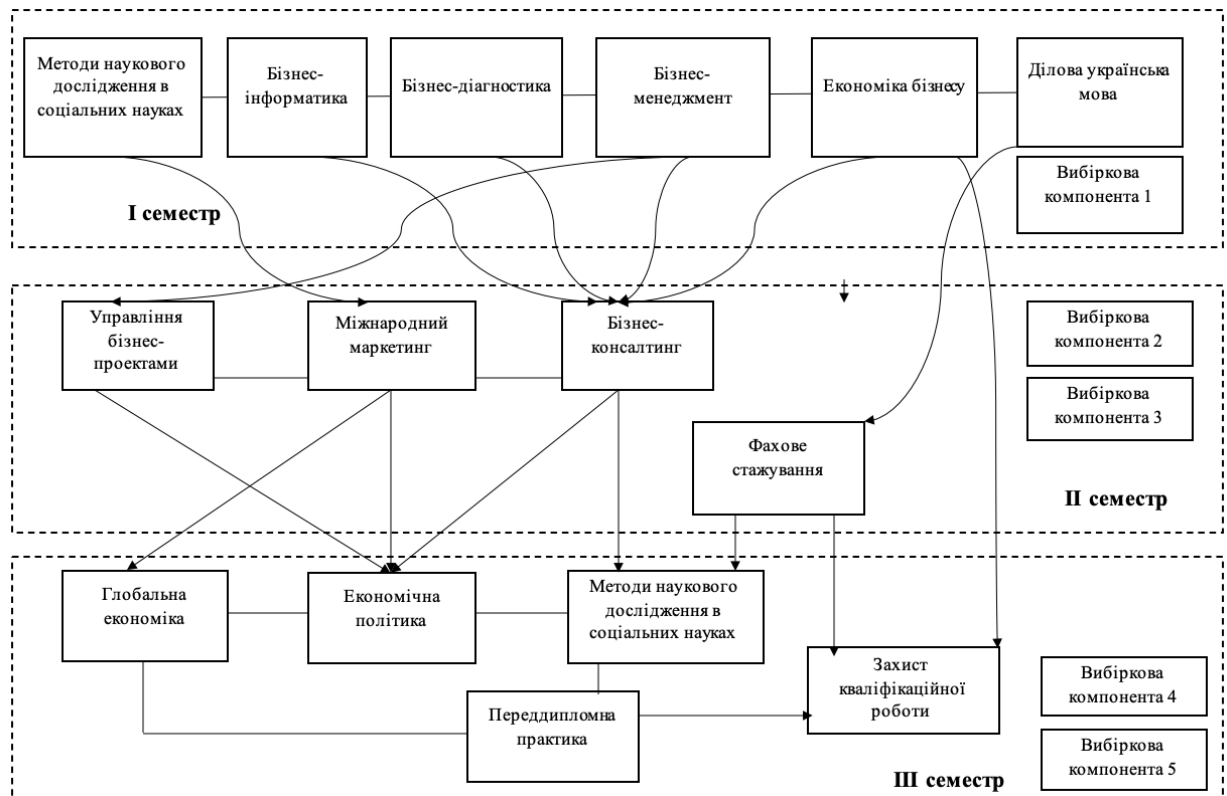 Методи наукового
дослідження в
соціальних науках
Бізнес-
інформатика
Бізнес-діагностика
Бізнес-
менеджмент
Економіка бізнесу
Ділова українська
мова
Вибіркова
компонента 1
І семестр
Управління
бізнес-
проектами
Міжнародний
маркетинг
Бізнес-
консалтинг
Вибіркова
компонента 2
Вибіркова
компонента 3
Фахове
стажування
ІІ семестр
Глобальна
економіка
Економічна
політика
Методи наукового
дослідження в
соціальних науках
Захист
кваліфікаційної
роботи
Вибіркова
компонента 4
Переддипломна
практика
Вибіркова
компонента 5
ІІІ семестр